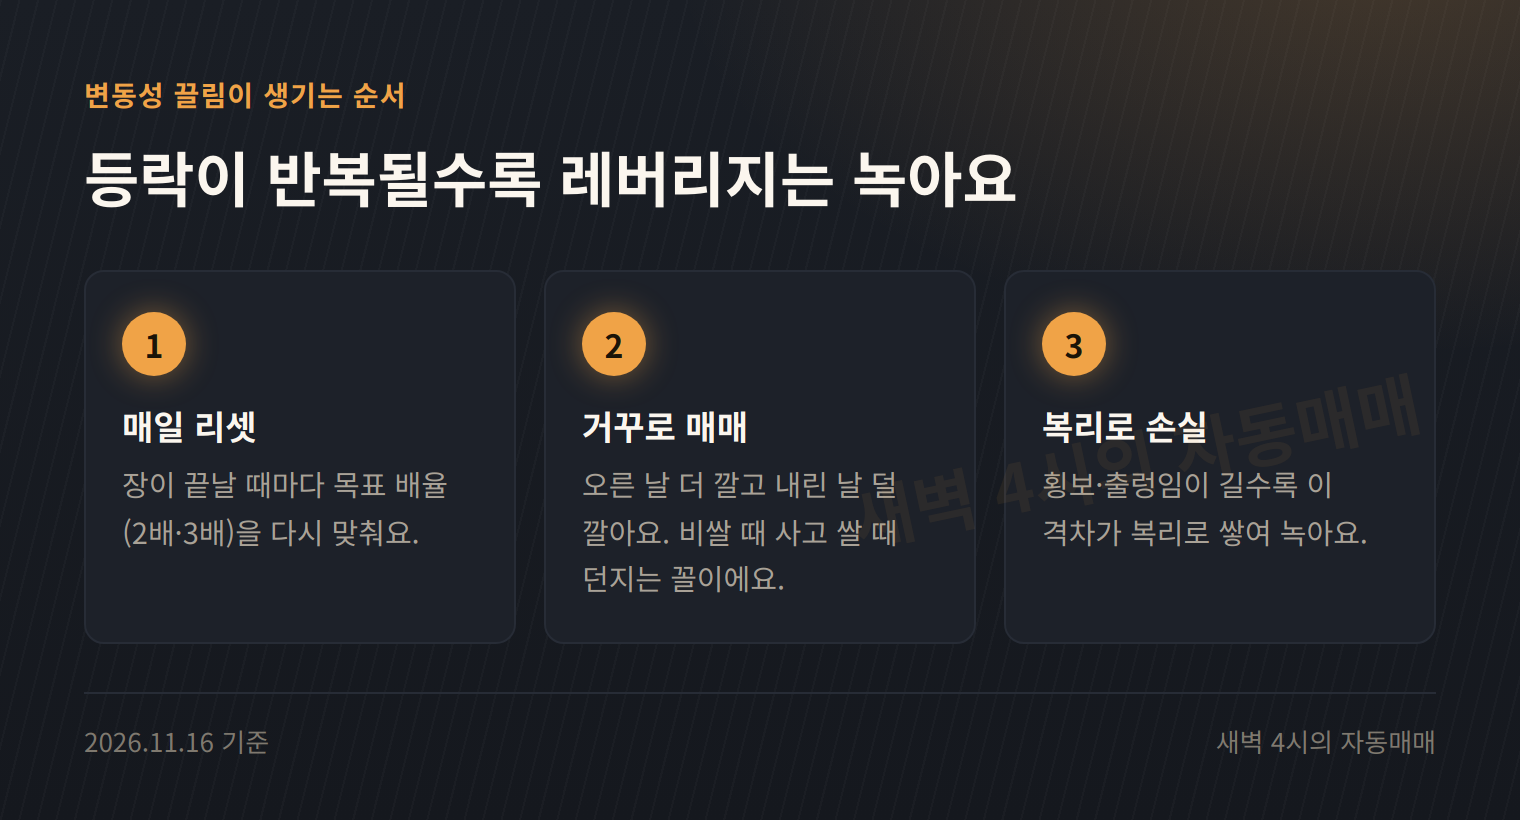 변동성 끌림이 생기는 순서
등락이 반복될수록 레버리지는 녹아요
1
매일 리셋
장이 끝날 때마다 목표 배율
(2배·3배)을 다시 맞춰요.
2
거꾸로 매매
오른 날 더 깔고 내린 날 덜
깔아요. 비쌀 때 사고 쌀 때
던지는 꼴이에요.
3
복리로 손실
횡보·출렁임이 길수록 이
격차가 복리로 쌓여 녹아요.
새벽 4시의 자동매매
2026.11.16 기준
새벽 4시의 자동매매